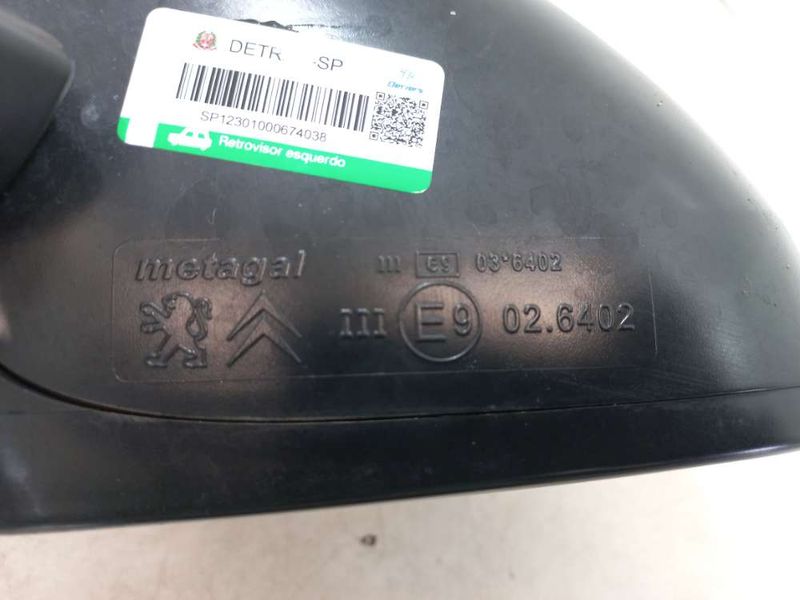 DETR -SP
SP12301000674038
Retrovisor esquerdo
metagal III e9 03*6402
III E9 02.6402